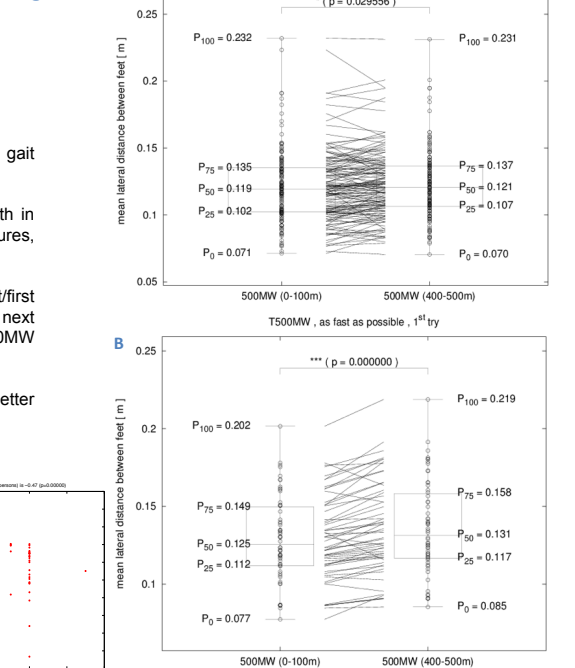 gait
th in
ures,
t/first
next
0MW
etter
ersons) is −0.47 (p=0.00000)
* ( p = 0.029556 )
mean lateral distance between feet [ m ]
0.25
0.2
0.15
0.1
0.05
P100 = 0.232
P75 = 0.135
P50 = 0.119
P25 = 0.102
P0 = 0.071
P100 = 0.231
P75 = 0.137
P50 = 0.121
P25 = 0.107
P0 = 0.070
500MW (0-100m)
500MW (400-500m)
B
T500MW , as fast as possible , 1st try
*** ( p = 0.000000 )
mean lateral distance between feet [ m ]
0.25
0.2
0.15
0.1
P100 = 0.202
P75 = 0.149
P50 = 0.125
P25 = 0.112
P0 = 0.077
P100 = 0.219
P75 = 0.158
P50 = 0.131
P25 = 0.117
P0 = 0.085
500MW (0-100m)
500MW (400-500m)